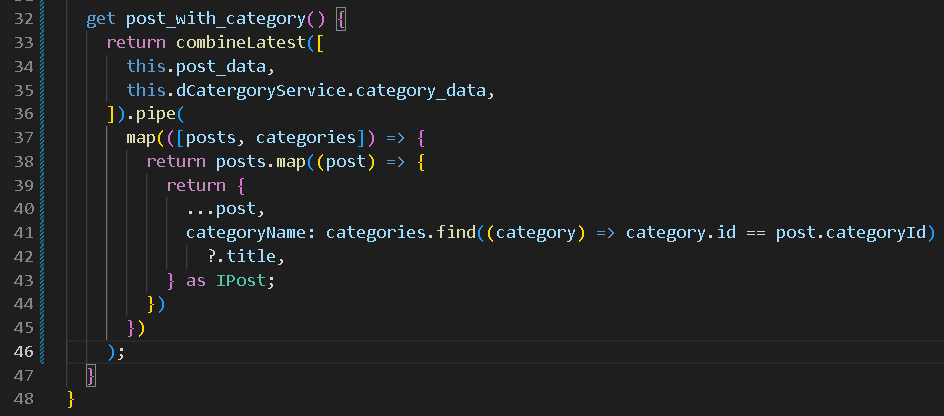 32 get post_with_category() {
33 return combineLatest([
34 this.post_data,
35 this.dCatergoryService.category_data,
36 ]).pipe(
37 map(([posts, categories]) => {
38 return posts.map((post) => {
39 return {
40 ...post,
41 categoryName: categories.find((category) => category.id == post.categoryId)
42 ?.title,
43 } as IPost;
44 })
45 })
46 );
47 }
48 }